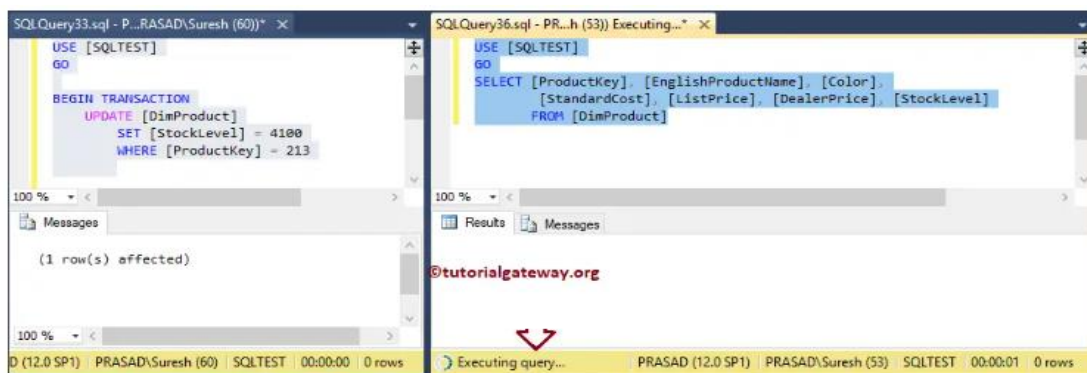 SQLQuery33.sql - P...RASAD\Suresh (60))* ×
USE [SQLTEST]
GO
BEGIN TRANSACTION
UPDATE [DimProduct]
SET [StockLevel] = 4100
WHERE [ProductKey] = 213
100 %
Messages
(1 row(s) affected)
100 %
D (12.0 SP1) PRASAD\Suresh (60) SQLTEST 00:00:00 0 rows
SQLQuery36.sql - PR...h (53)) Executing...* ×
USE [SQLTEST]
GO
SELECT [ProductKey], [EnglishProductName], [Color],
[StandardCost], [ListPrice], [DealerPrice], [StockLevel]
FROM [DimProduct]
100 %
Results Messages
©tutorialgateway.org
Executing query... PRASAD (12.0 SP1) PRASAD\Suresh (53) SQLTEST 00:00:01 0 rows